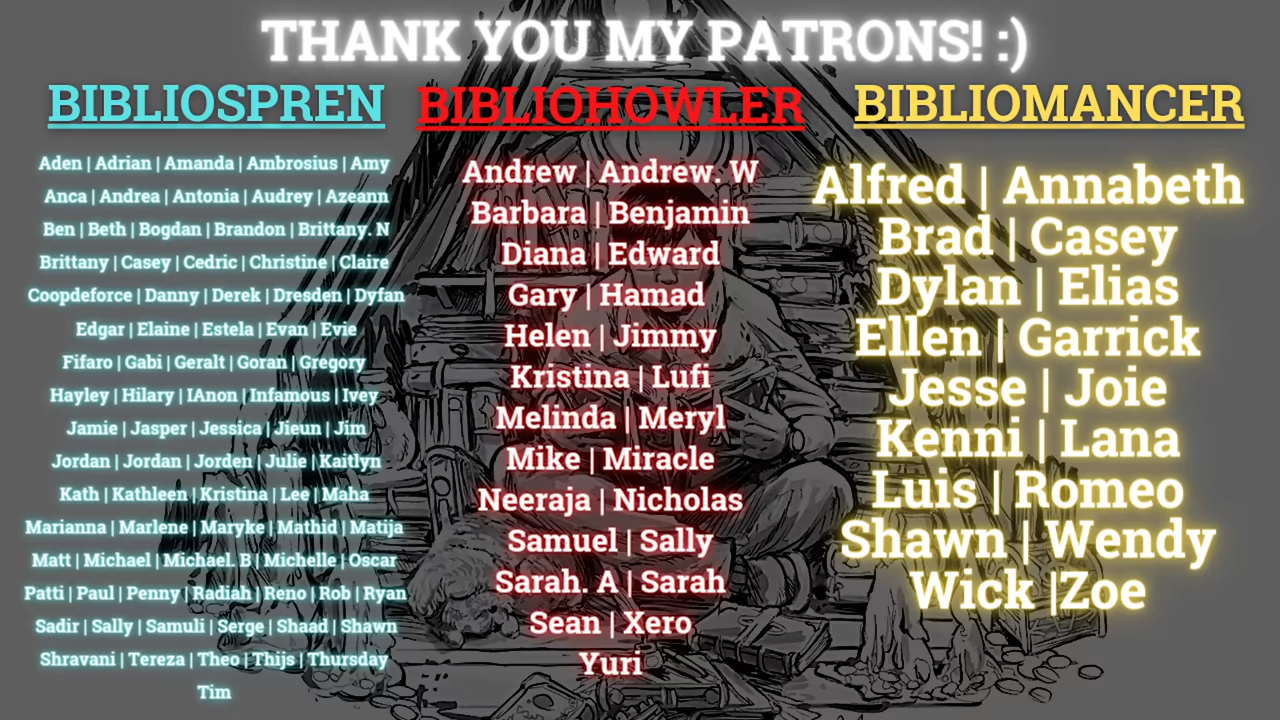 THANK YOU MY PATRONS! :)
BIBLIOSPREN
Aden | Adrian | Amanda | Ambrosius | Amy
Anca | Andrea | Antonia | Audrey | Azeann
Ben | Beth | Bogdan | Brandon | Brittany. N
Brittany | Casey | Cedric | Christine | Claire
Coopdeforce | Danny | Derek | Dresden | Dyfan
Edgar | Elaine | Estela | Evan | Evie
Fifaro | Gabi | Geralt | Goran | Gregory
Hayley | Hilary | IAnon | Infamous | Ivey
Jamie | Jasper | Jessica | Jieun | Jim
Jordan | Jordan | Jorden | Julie | Kaitlyn
Kath | Kathleen | Kristina | Lee | Maha
Marianna | Marlene | Maryke | Mathid | Matija
Matt | Michael | Michael. B | Michelle | Oscar
Patti | Paul | Penny | Radiah | Reno | Rob | Ryan
Sadir | Sally | Samuli | Serge | Shaad | Shawn
Shravani | Tereza | Theo | Thijs | Thursday
Tim
BIBLIOHOWLER
Andrew | Andrew. W
Barbara | Benjamin
Diana | Edward
Gary | Hamad
Helen | Jimmy
Kristina | Lufi
Melinda | Meryl
Mike | Miracle
Neeraja | Nicholas
Samuel | Sally
Sarah. A | Sarah
Sean | Xero
Yuri
BIBLIOMANCER
Alfred | Annabeth
Brad | Casey
Dylan | Elias
Ellen | Garrick
Jesse | Joie
Kenni | Lana
Luis | Romeo
Shawn | Wendy
Wick |Zoe